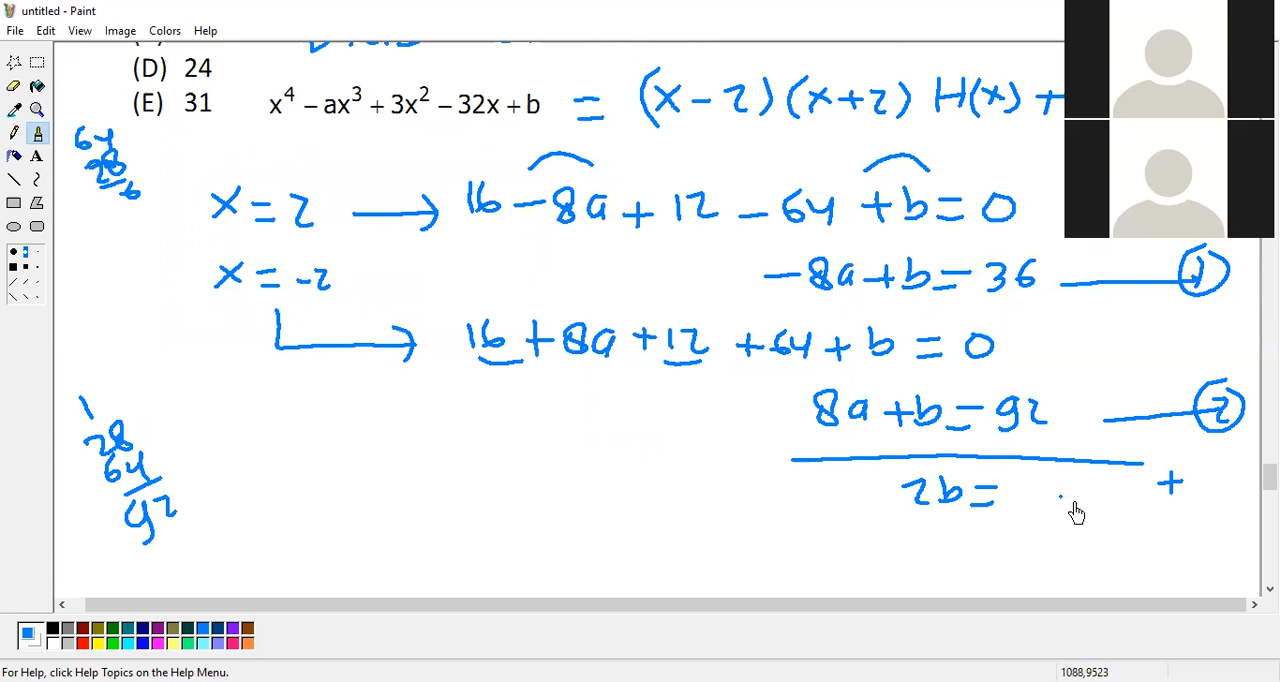 untitled - Paint
File Edit View Image Colors Help
(D) 24
(E) 31 x⁴ – ax³ + 3x² – 32x + b = (x-2)(x+2) H(x) +
64
28
x=2 → 16 -8a + 12 - 64 + b = 0
x = -2 -8a + b = 36 ① 
→ 16 + 8a + 12 + 64 + b = 0
8a + b = 92 ②
1
28
64
92
2b = +
For Help, click Help Topics on the Help Menu. 1088,9523